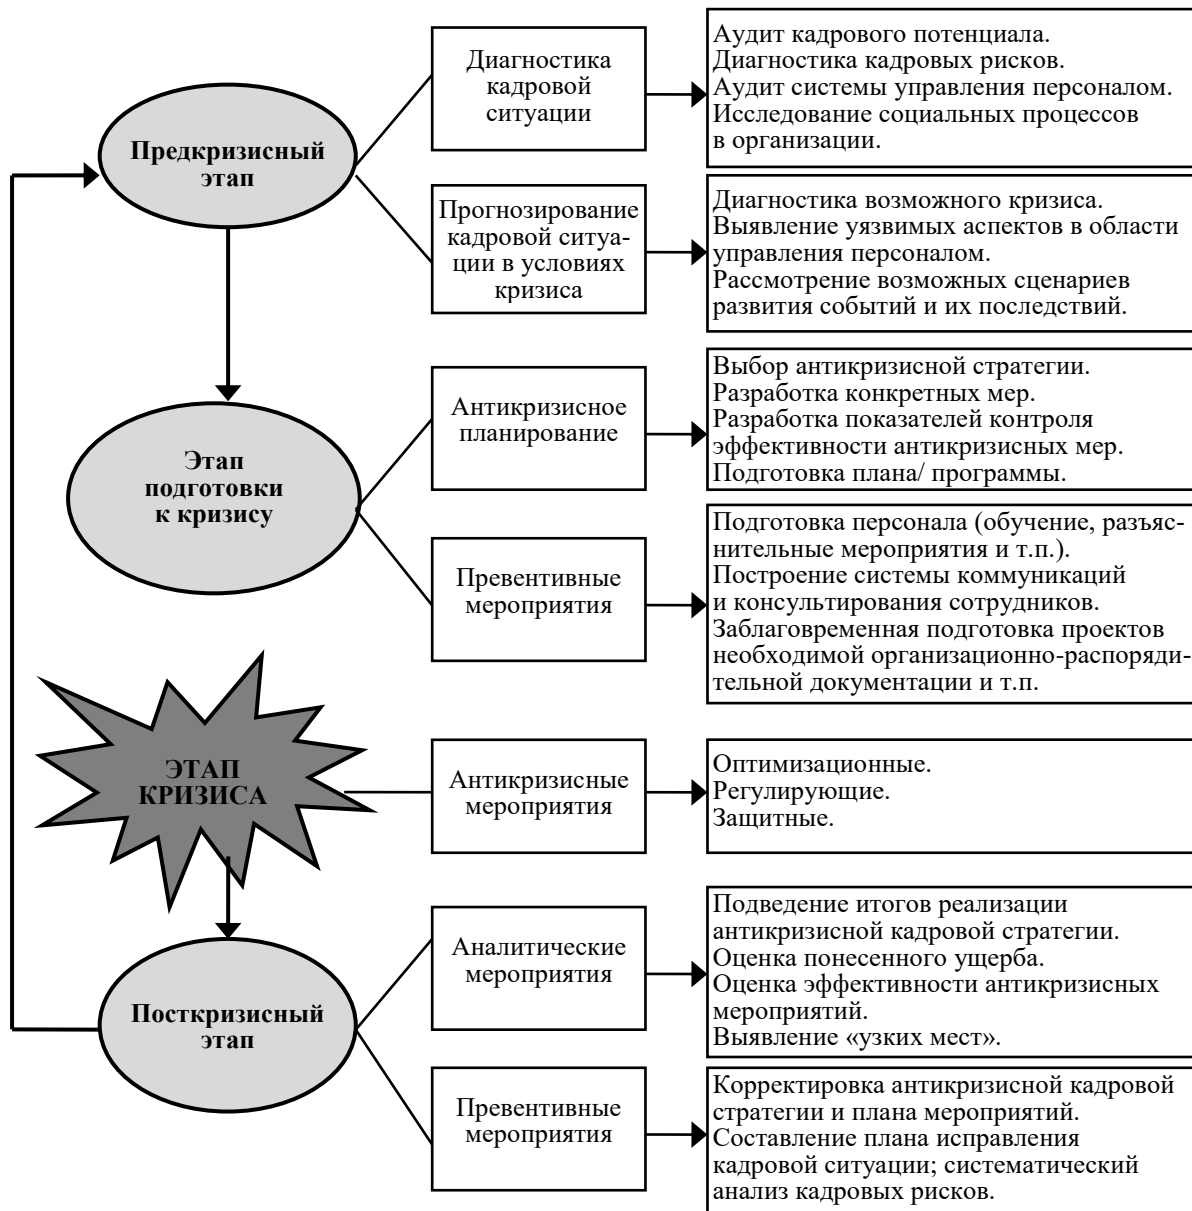 Предкризисный
этап
Диагностика
кадровой
ситуации
Аудит кадрового потенциала.
Диагностика кадровых рисков.
Аудит системы управления персоналом.
Исследование социальных процессов
в организации.
Прогнозирование
кадровой ситуа-
ции в условиях
кризиса
Диагностика возможного кризиса.
Выявление уязвимых аспектов в области
управления персоналом.
Рассмотрение возможных сценариев
развития событий и их последствий.
Этап
подготовки
к кризису
Антикризисное
планирование
Выбор антикризисной стратегии.
Разработка конкретных мер.
Разработка показателей контроля
эффективности антикризисных мер.
Подготовка плана/ программы.
Превентивные
мероприятия
Подготовка персонала (обучение, разъяс-
нительные мероприятия и т.п.).
Построение системы коммуникаций
и консультирования сотрудников.
Заблаговременная подготовка проектов
необходимой организационно-распоряди-
тельной документации и т.п.
ЭТАП
КРИЗИСА
Антикризисные
мероприятия
Оптимизационные.
Регулирующие.
Защитные.
Посткризисный
этап
Аналитические
мероприятия
Подведение итогов реализации
антикризисной кадровой стратегии.
Оценка понесенного ущерба.
Оценка эффективности антикризисных
мероприятий.
Выявление «узких мест».
Превентивные
мероприятия
Корректировка антикризисной кадровой
стратегии и плана мероприятий.
Составление плана исправления
кадровой ситуации; систематический
анализ кадровых рисков.